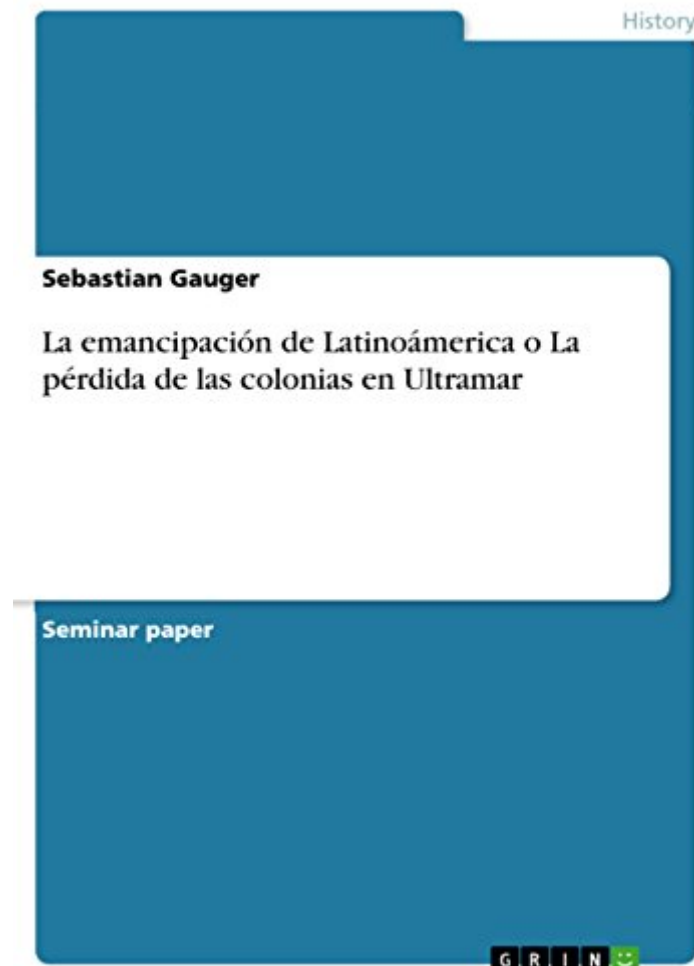 History
Sebastian Gauger
La emancipación de Latinoámerica o La
pérdida de las colonias en Ultramar
Seminar paper
GRIN